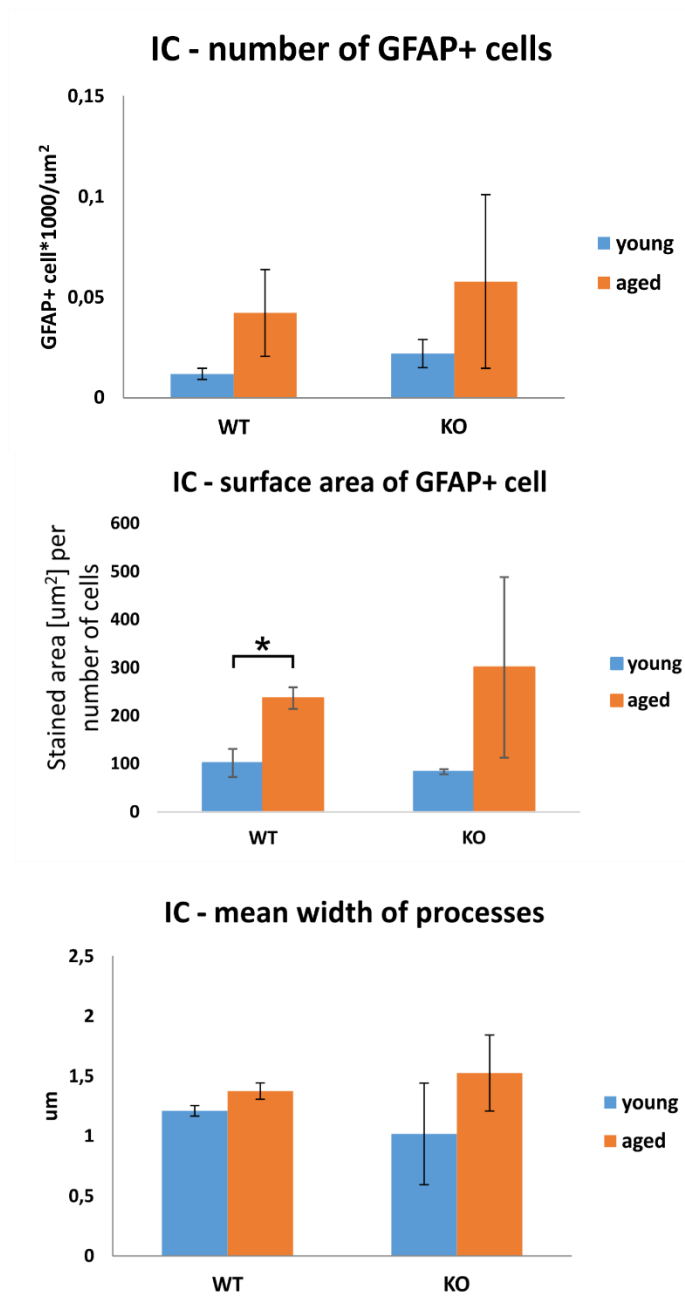 IC - number of GFAP+ cells
GFAP+ cell*1000/um²
0,15
0,1
0,05
0
WT
KO
young
aged
IC - surface area of GFAP+ cell
Stained area [um²] per
number of cells
600
500
400
300
200
100
0
*
WT
KO
young
aged
IC - mean width of processes
um
2,5
2
1,5
1
0,5
0
WT
KO
young
aged